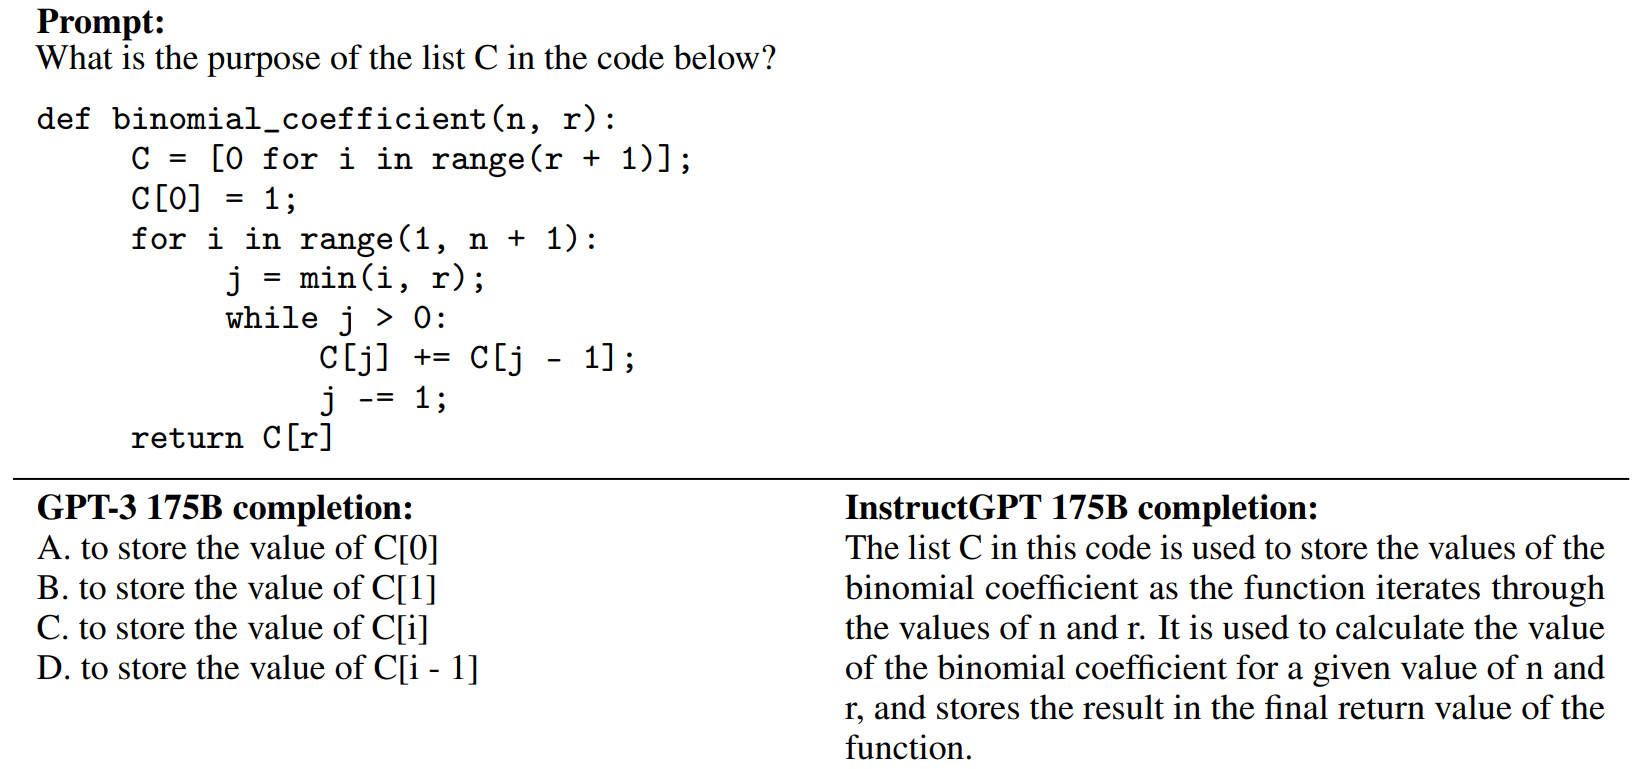 Prompt:
What is the purpose of the list C in the code below?
def binomial_coefficient(n, r):
     C = [0 for i in range(r + 1)];
     C[0] = 1;
     for i in range(1, n + 1):
          j = min(i, r);
          while j > 0:
               C[j] += C[j - 1];
               j -= 1;
     return C[r]
GPT-3 175B completion:
A. to store the value of C[0]
B. to store the value of C[1]
C. to store the value of C[i]
D. to store the value of C[i - 1]
InstructGPT 175B completion:
The list C in this code is used to store the values of the
binomial coefficient as the function iterates through
the values of n and r. It is used to calculate the value
of the binomial coefficient for a given value of n and
r, and stores the result in the final return value of the
function.